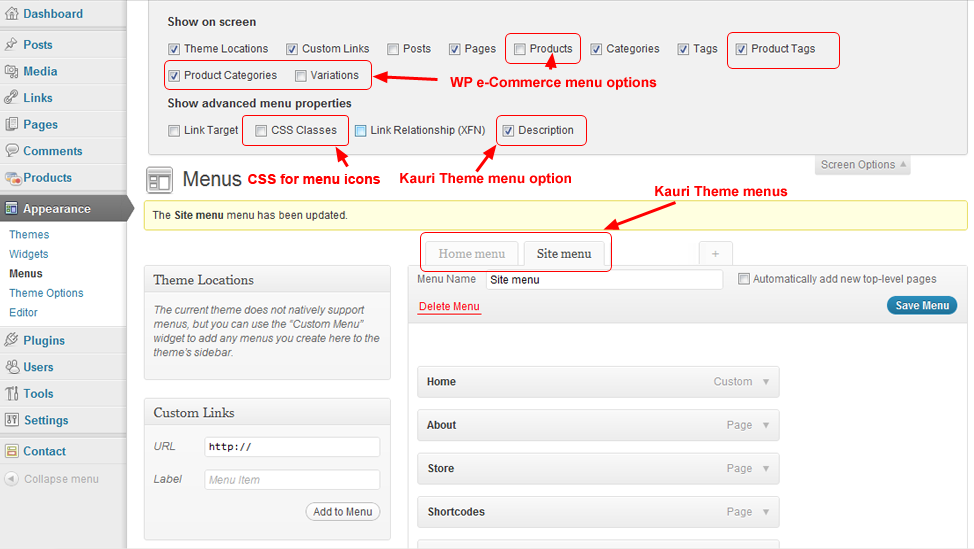 Dashboard
Posts
Media
Links
Pages
Comments
Products
Appearance
Themes
Widgets
Menus
Theme Options
Editor
Plugins
Users
Tools
Settings
Contact
Collapse menu
Show on screen
Theme Locations Custom Links Posts Pages Products Categories Tags Product Tags
Product Categories Variations
WP e-Commerce menu options
Show advanced menu properties
Link Target CSS Classes Link Relationship (XFN) Description
Screen Options
Menus
CSS for menu icons
Kauri Theme menu option
Kauri Theme menus
The Site menu menu has been updated.
Home menu Site menu +
Theme Locations
The current theme does not natively support
menus, but you can use the "Custom Menu"
widget to add any menus you create here to the
theme's sidebar.
Custom Links
URL http://
Label Menu Item
Add to Menu
Menu Name Site menu Automatically add new top-level pages
Delete Menu Save Menu
Home Custom
About Page
Store Page
Shortcodes Page